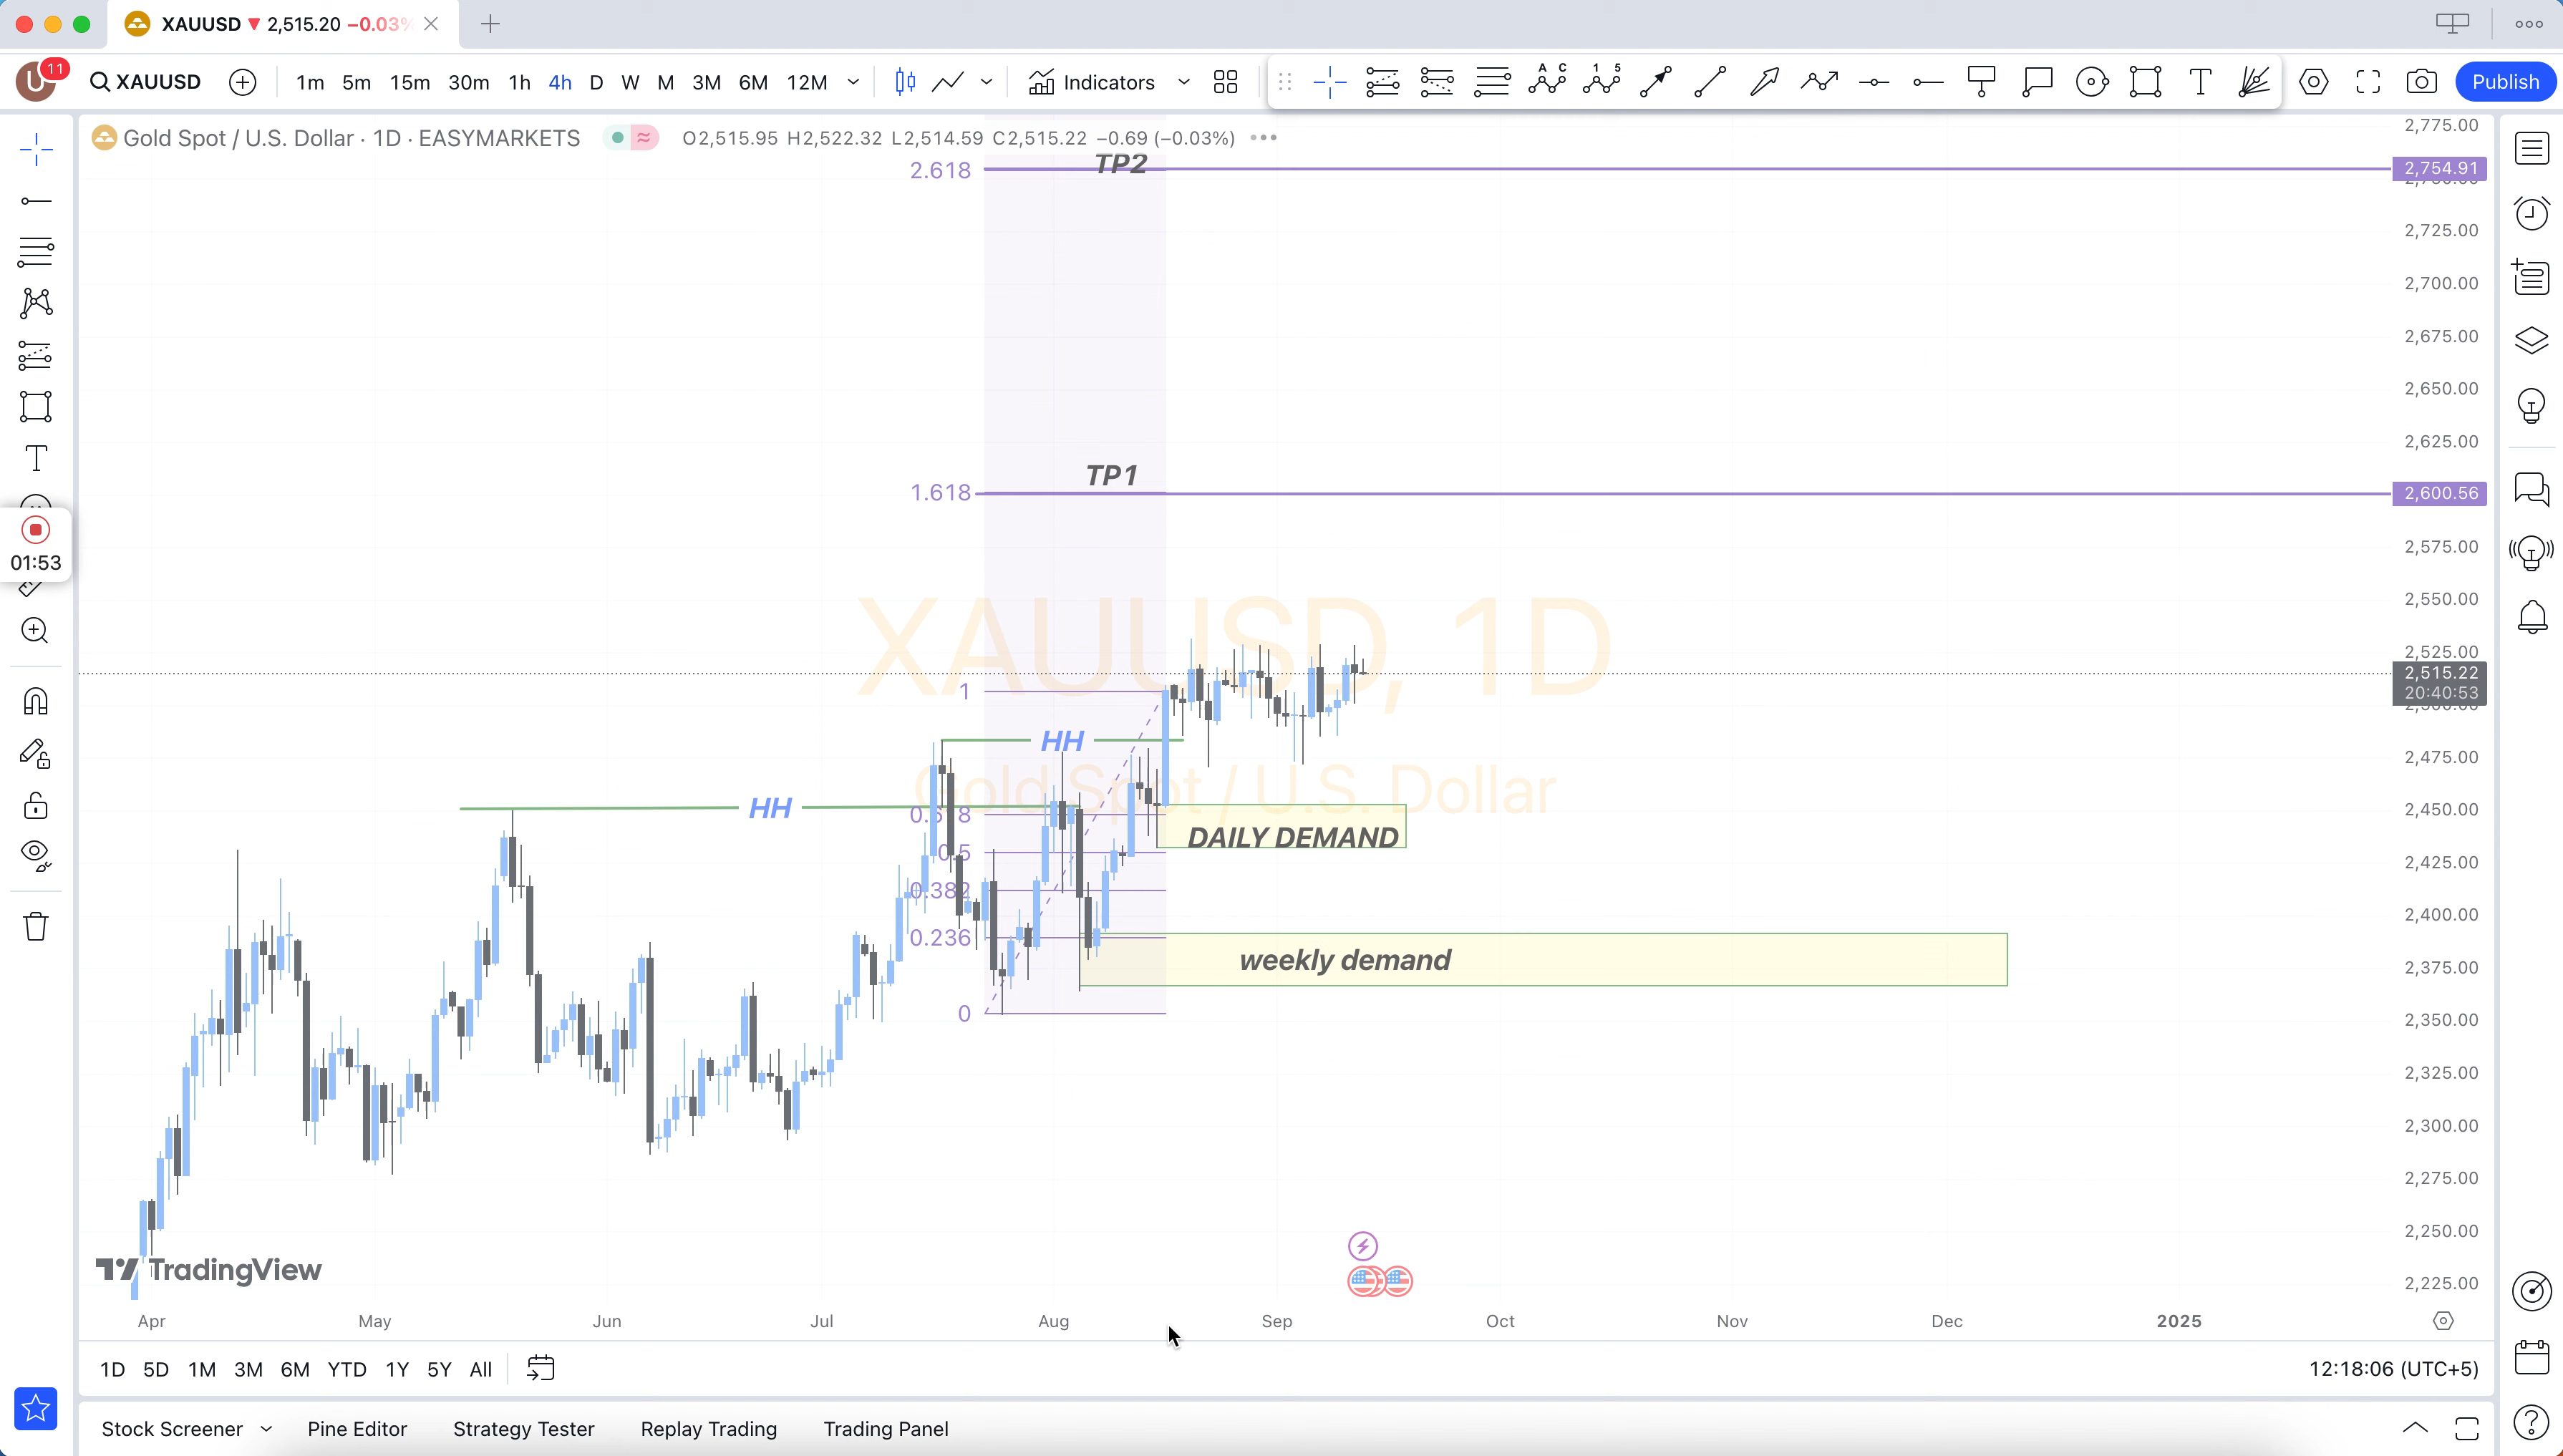 XAUUSD ▼ 2,515.20 −0.03%
U 11 XAUUSD 1m 5m 15m 30m 1h 4h D W M 3M 6M 12M Indicators Publish
Gold Spot / U.S. Dollar · 1D · EASYMARKETS O2,515.95 H2,522.32 L2,514.59 C2,515.22 −0.69 (−0.03%)
2,775.00
2.618 TP2 2,754.91
2,725.00
2,700.00
2,675.00
2,650.00
2,625.00
TP1
1.618 2,600.56
2,575.00
01:53
2,550.00
XAUUSD, 1D
2,525.00
2,515.22
20:40:53
1
HH
2,475.00
Gold Spot / U.S. Dollar
HH
2,450.00
DAILY DEMAND
0.5
2,425.00
0.382
2,400.00
0.236
weekly demand
2,375.00
0
2,350.00
2,325.00
2,300.00
2,275.00
2,250.00
TradingView
2,225.00
Apr May Jun Jul Aug Sep Oct Nov Dec 2025
1D 5D 1M 3M 6M YTD 1Y 5Y All 12:18:06 (UTC+5)
Stock Screener Pine Editor Strategy Tester Replay Trading Trading Panel